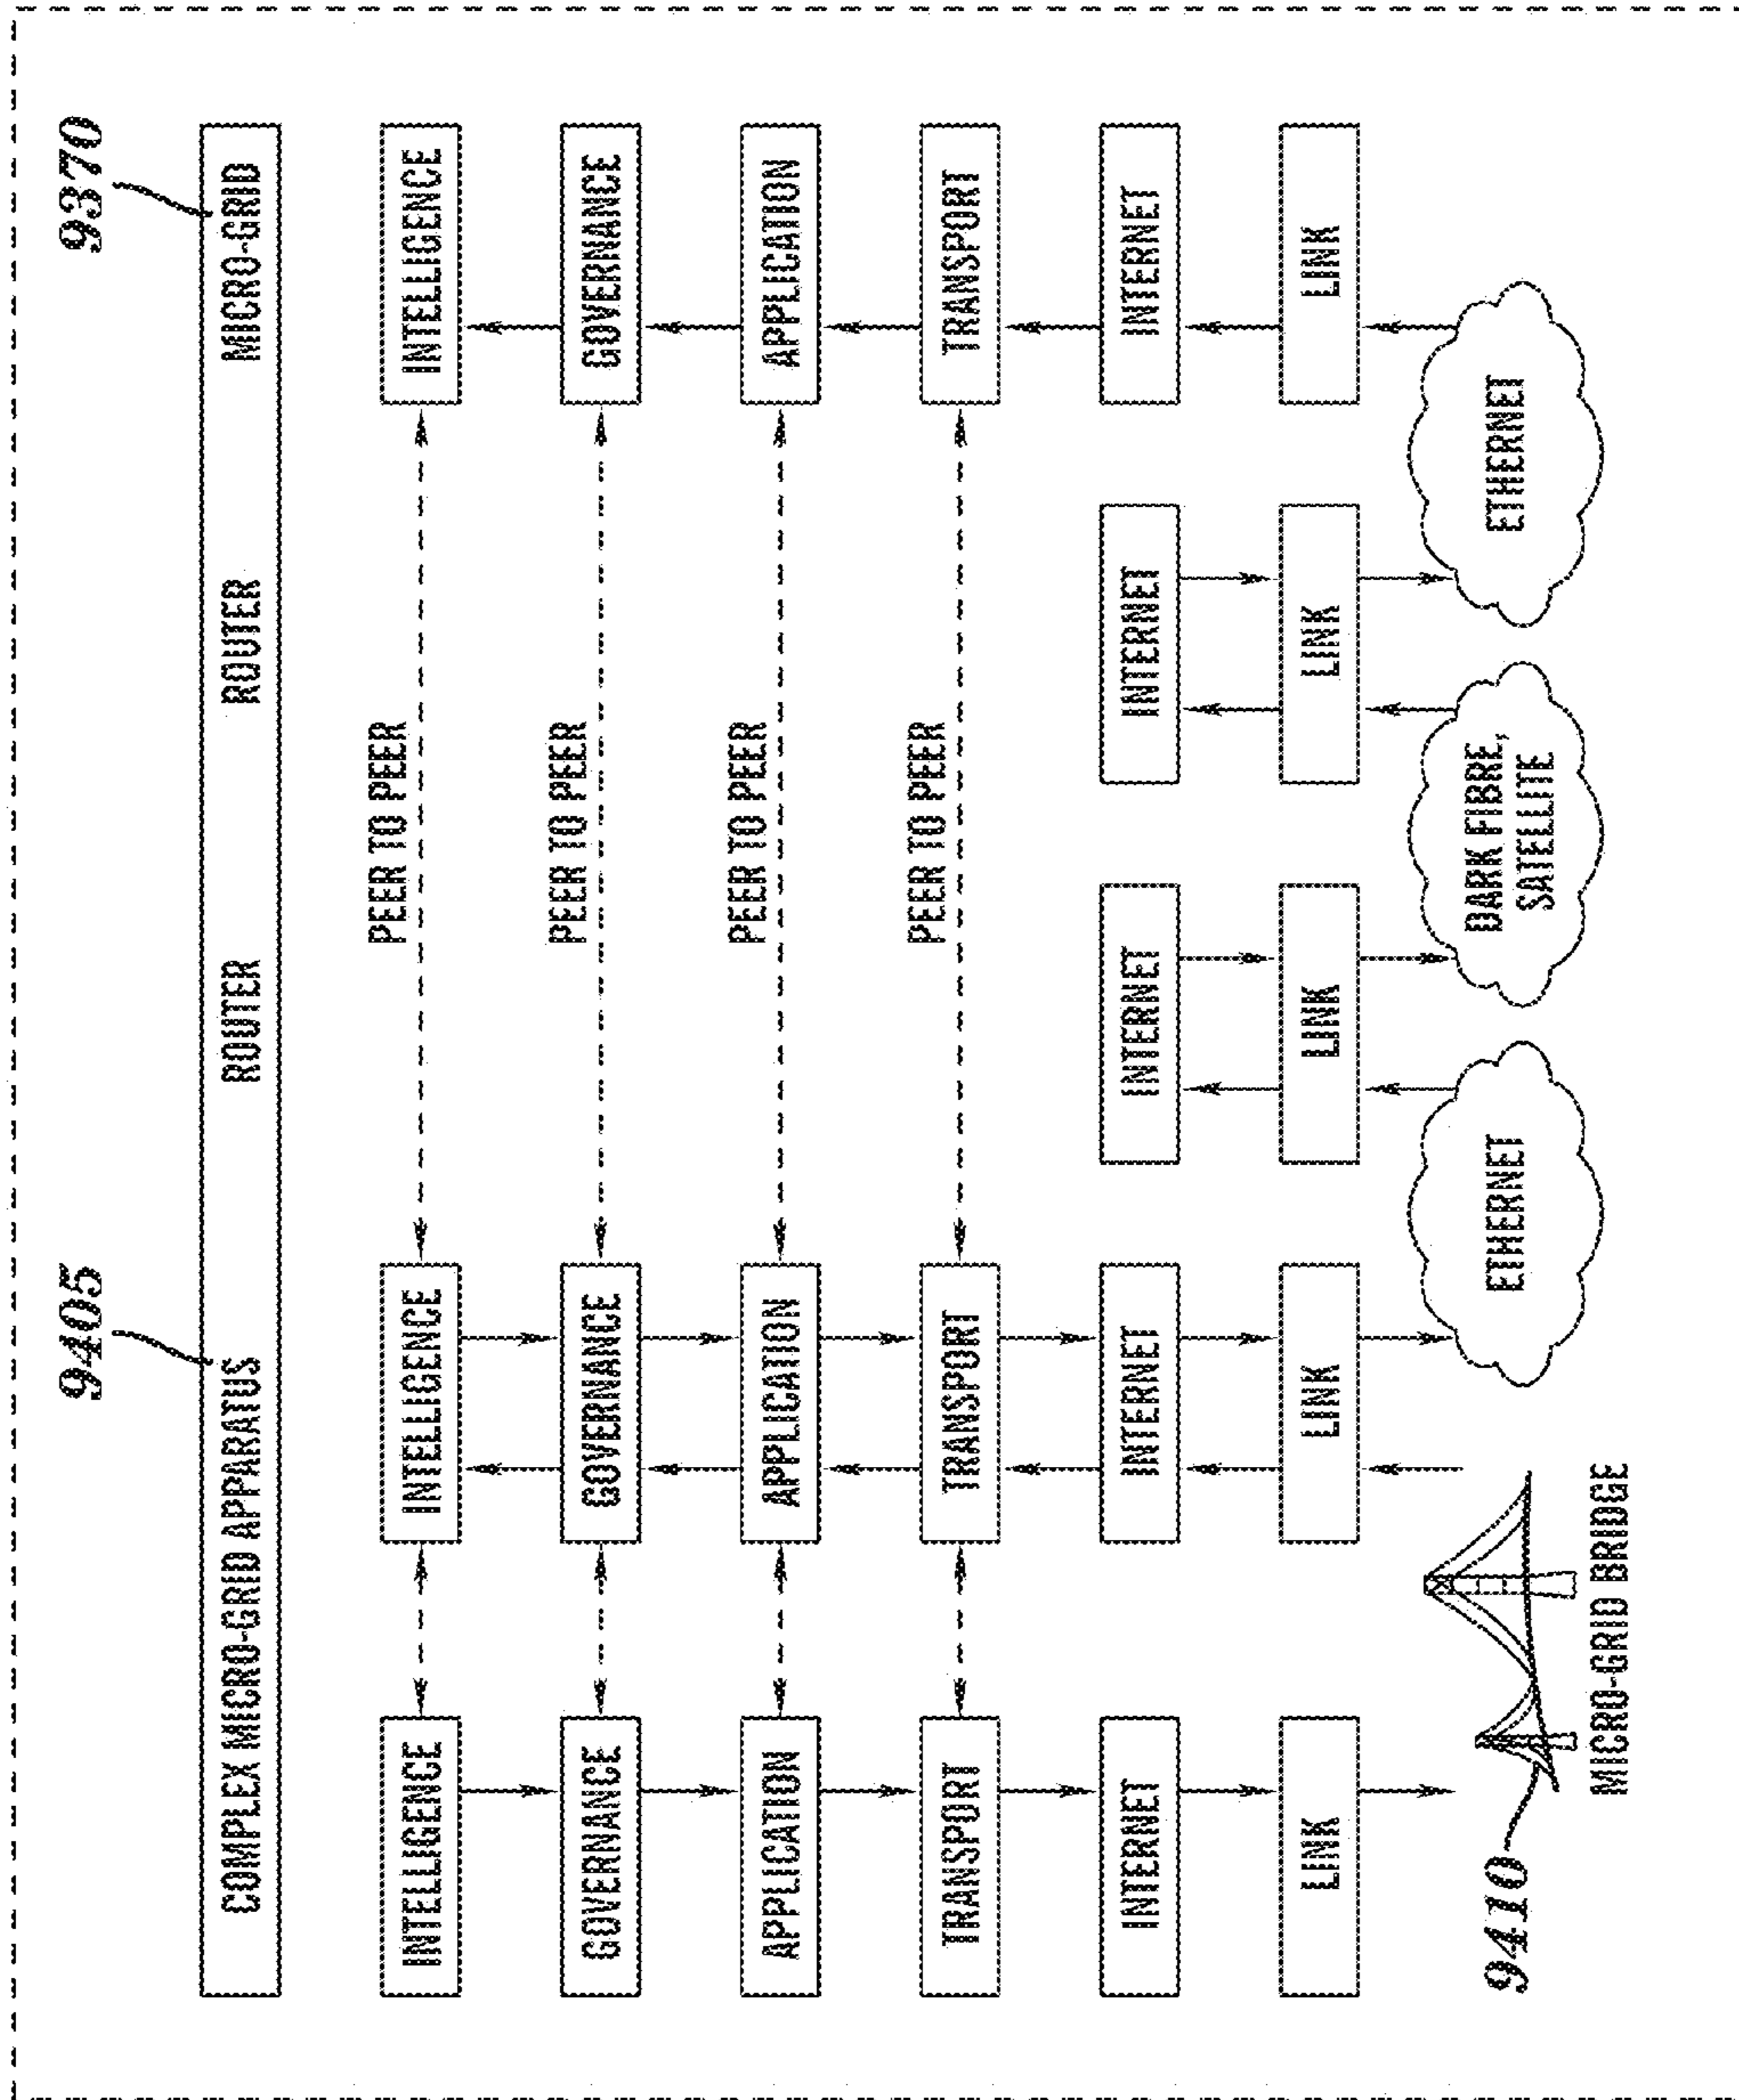 9405
9370
COMPLEX MICRO-GRID APPARATUS
ROUTER
ROUTER
MICRO-GRID
INTELLIGENCE
INTELLIGENCE
PEER TO PEER
INTELLIGENCE
GOVERNANCE
GOVERNANCE
PEER TO PEER
GOVERNANCE
APPLICATION
APPLICATION
PEER TO PEER
APPLICATION
TRANSPORT
TRANSPORT
PEER TO PEER
TRANSPORT
INTERNET
INTERNET
INTERNET
INTERNET
INTERNET
LINK
LINK
LINK
LINK
LINK
9410
MICRO-GRID BRIDGE
ETHERNET
DARK FIBRE,
SATELLITE
ETHERNET